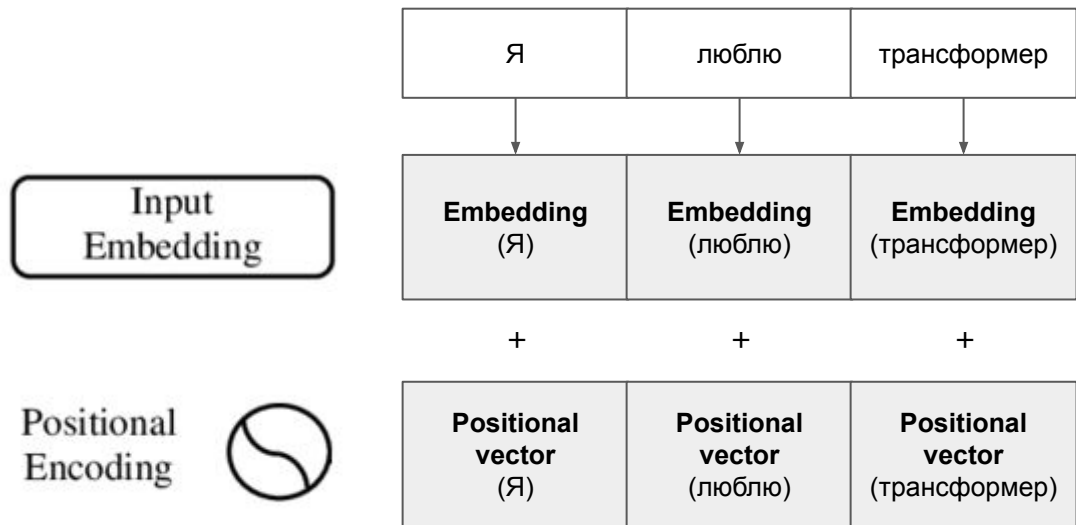 Я люблю трансформер
Input
Embedding
Embedding Embedding Embedding
(Я) (люблю) (трансформер)
+ + +
Positional
Encoding
Positional Positional Positional
vector vector vector
(Я) (люблю) (трансформер)